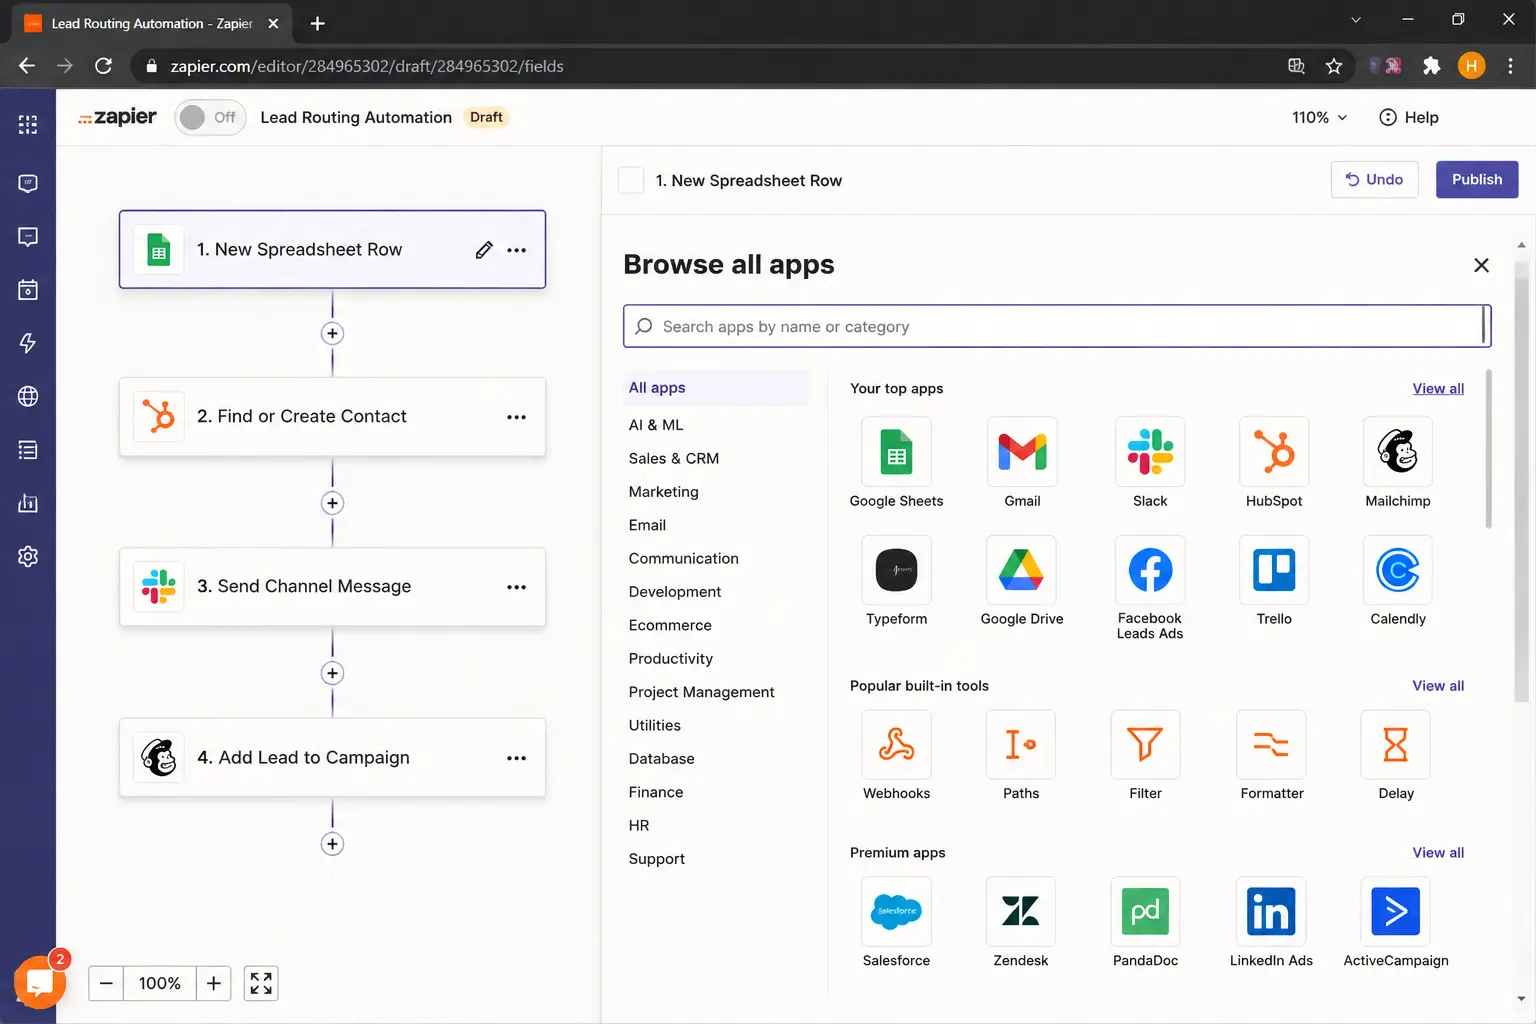 Lead Routing Automation - Zapier
zapier.com/editor/284965302/draft/284965302/fields
H
zapier
Off
Lead Routing Automation
Draft
110%
Help
1. New Spreadsheet Row
Undo
Publish
1. New Spreadsheet Row
2. Find or Create Contact
3. Send Channel Message
4. Add Lead to Campaign
2
100%
Browse all apps
Search apps by name or category
All apps
AI & ML
Sales & CRM
Marketing
Email
Communication
Development
Ecommerce
Productivity
Project Management
Utilities
Database
Finance
HR
Support
Your top apps
View all
Google Sheets
Gmail
Slack
HubSpot
Mailchimp
Typeform
Google Drive
Facebook
Leads Ads
Trello
Calendly
Popular built-in tools
View all
Webhooks
Paths
Filter
Formatter
Delay
Premium apps
View all
salesforce
pd
in
Salesforce
Zendesk
PandaDoc
LinkedIn Ads
ActiveCampaign